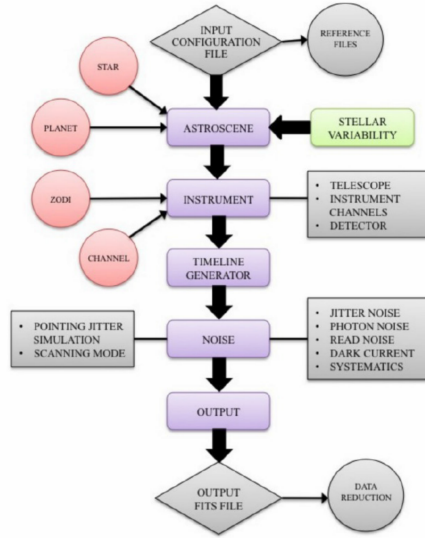 INPUT
CONFIGURATION
FILE
REFERENCE
FILES
STAR
PLANET
ASTROSCENE
STELLAR
VARIABILITY
ZODI
INSTRUMENT
• TELESCOPE
• INSTRUMENT
CHANNELS
• DETECTOR
CHANNEL
TIMELINE
GENERATOR
• POINTING JITTER
SIMULATION
• SCANNING MODE
NOISE
• JITTER NOISE
• PHOTON NOISE
• READ NOISE
• DARK CURRENT
• SYSTEMATICS
OUTPUT
OUTPUT
FITS FILE
DATA
REDUCTION